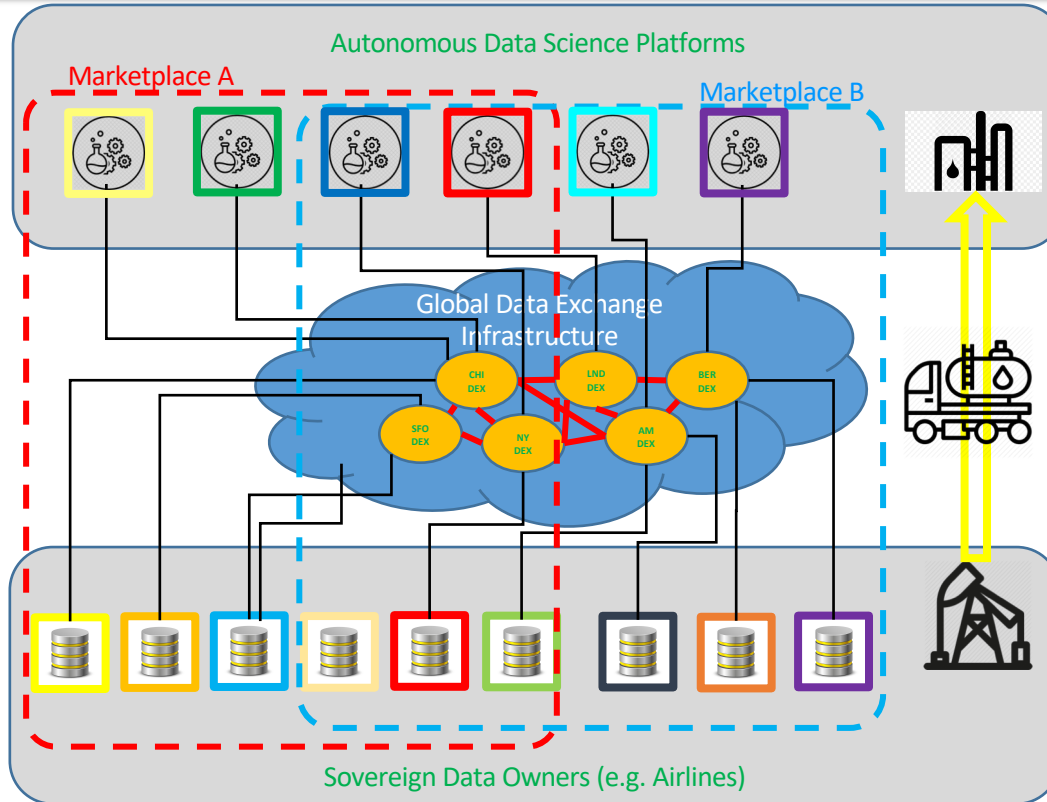 Autonomous Data Science Platforms
Marketplace A
Marketplace B
Global Data Exchange
Infrastructure
CHI
DEX
LND
DEX
BER
DEX
SFO
DEX
NY
DEX
AM
DEX
Sovereign Data Owners (e.g. Airlines)